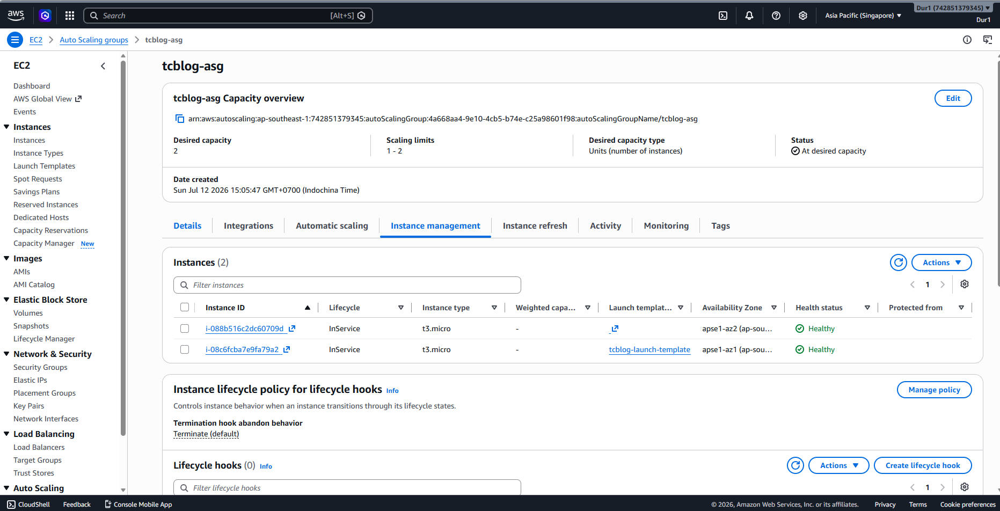 aws
Search
[Alt+S]
Asia Pacific (Singapore)
Dur1 (742851379345)
Dur1
EC2
Auto Scaling groups
tcblog-asg
EC2
Dashboard
AWS Global View
Events
Instances
Instances
Instance Types
Launch Templates
Spot Requests
Savings Plans
Reserved Instances
Dedicated Hosts
Capacity Reservations
Capacity Manager New
Images
AMIs
AMI Catalog
Elastic Block Store
Volumes
Snapshots
Lifecycle Manager
Network & Security
Security Groups
Elastic IPs
Placement Groups
Key Pairs
Network Interfaces
Load Balancing
Load Balancers
Target Groups
Trust Stores
Auto Scaling
tcblog-asg
tcblog-asg Capacity overview
Edit
arn:aws:autoscaling:ap-southeast-1:742851379345:autoScalingGroup:4a668aa4-9e10-4cb5-b74e-c25a98601f98:autoScalingGroupName/tcblog-asg
Desired capacity
2
Scaling limits
1 - 2
Desired capacity type
Units (number of instances)
Status
At desired capacity
Date created
Sun Jul 12 2026 15:05:47 GMT+0700 (Indochina Time)
Details Integrations Automatic scaling Instance management Instance refresh Activity Monitoring Tags
Instances (2)
Actions
Filter instances
1
Instance ID Lifecycle Instance type Weighted capa... Launch templat... Availability Zone Health status Protected from
i-088b516c2dc60709d InService t3.micro - apse1-az2 (ap-sou... Healthy
i-08c6fcba7e9fa79a2 InService t3.micro - tcblog-launch-template apse1-az1 (ap-sou... Healthy
Instance lifecycle policy for lifecycle hooks Info
Manage policy
Controls instance behavior when an instance transitions through its lifecycle states.
Termination hook abandon behavior
Terminate (default)
Lifecycle hooks (0) Info
Actions
Create lifecycle hook
Filter lifecycle hooks
1
CloudShell Feedback Console Mobile App © 2026, Amazon Web Services, Inc. or its affiliates. Privacy Terms Cookie preferences